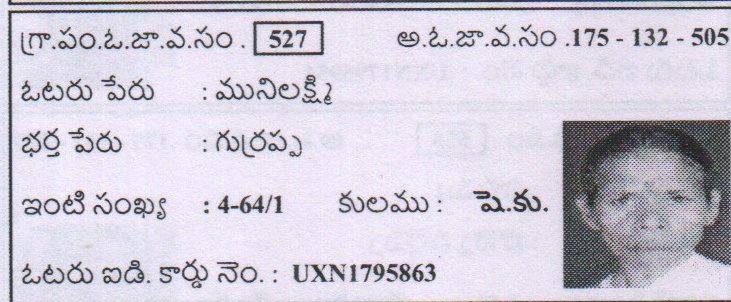 గ్రా.పం.ఓ.జా.వ.సం . 527 అ.ఓ.జా.వ.సం .175 - 132 - 505
ఓటరు పేరు : మునిలక్ష్మి
భర్త పేరు : గుర్రప్ప
ఇంటి సంఖ్య : 4-64/1 కులము : షె.కు.
ఓటరు ఐడి. కార్డు నెం. : UXN1795863